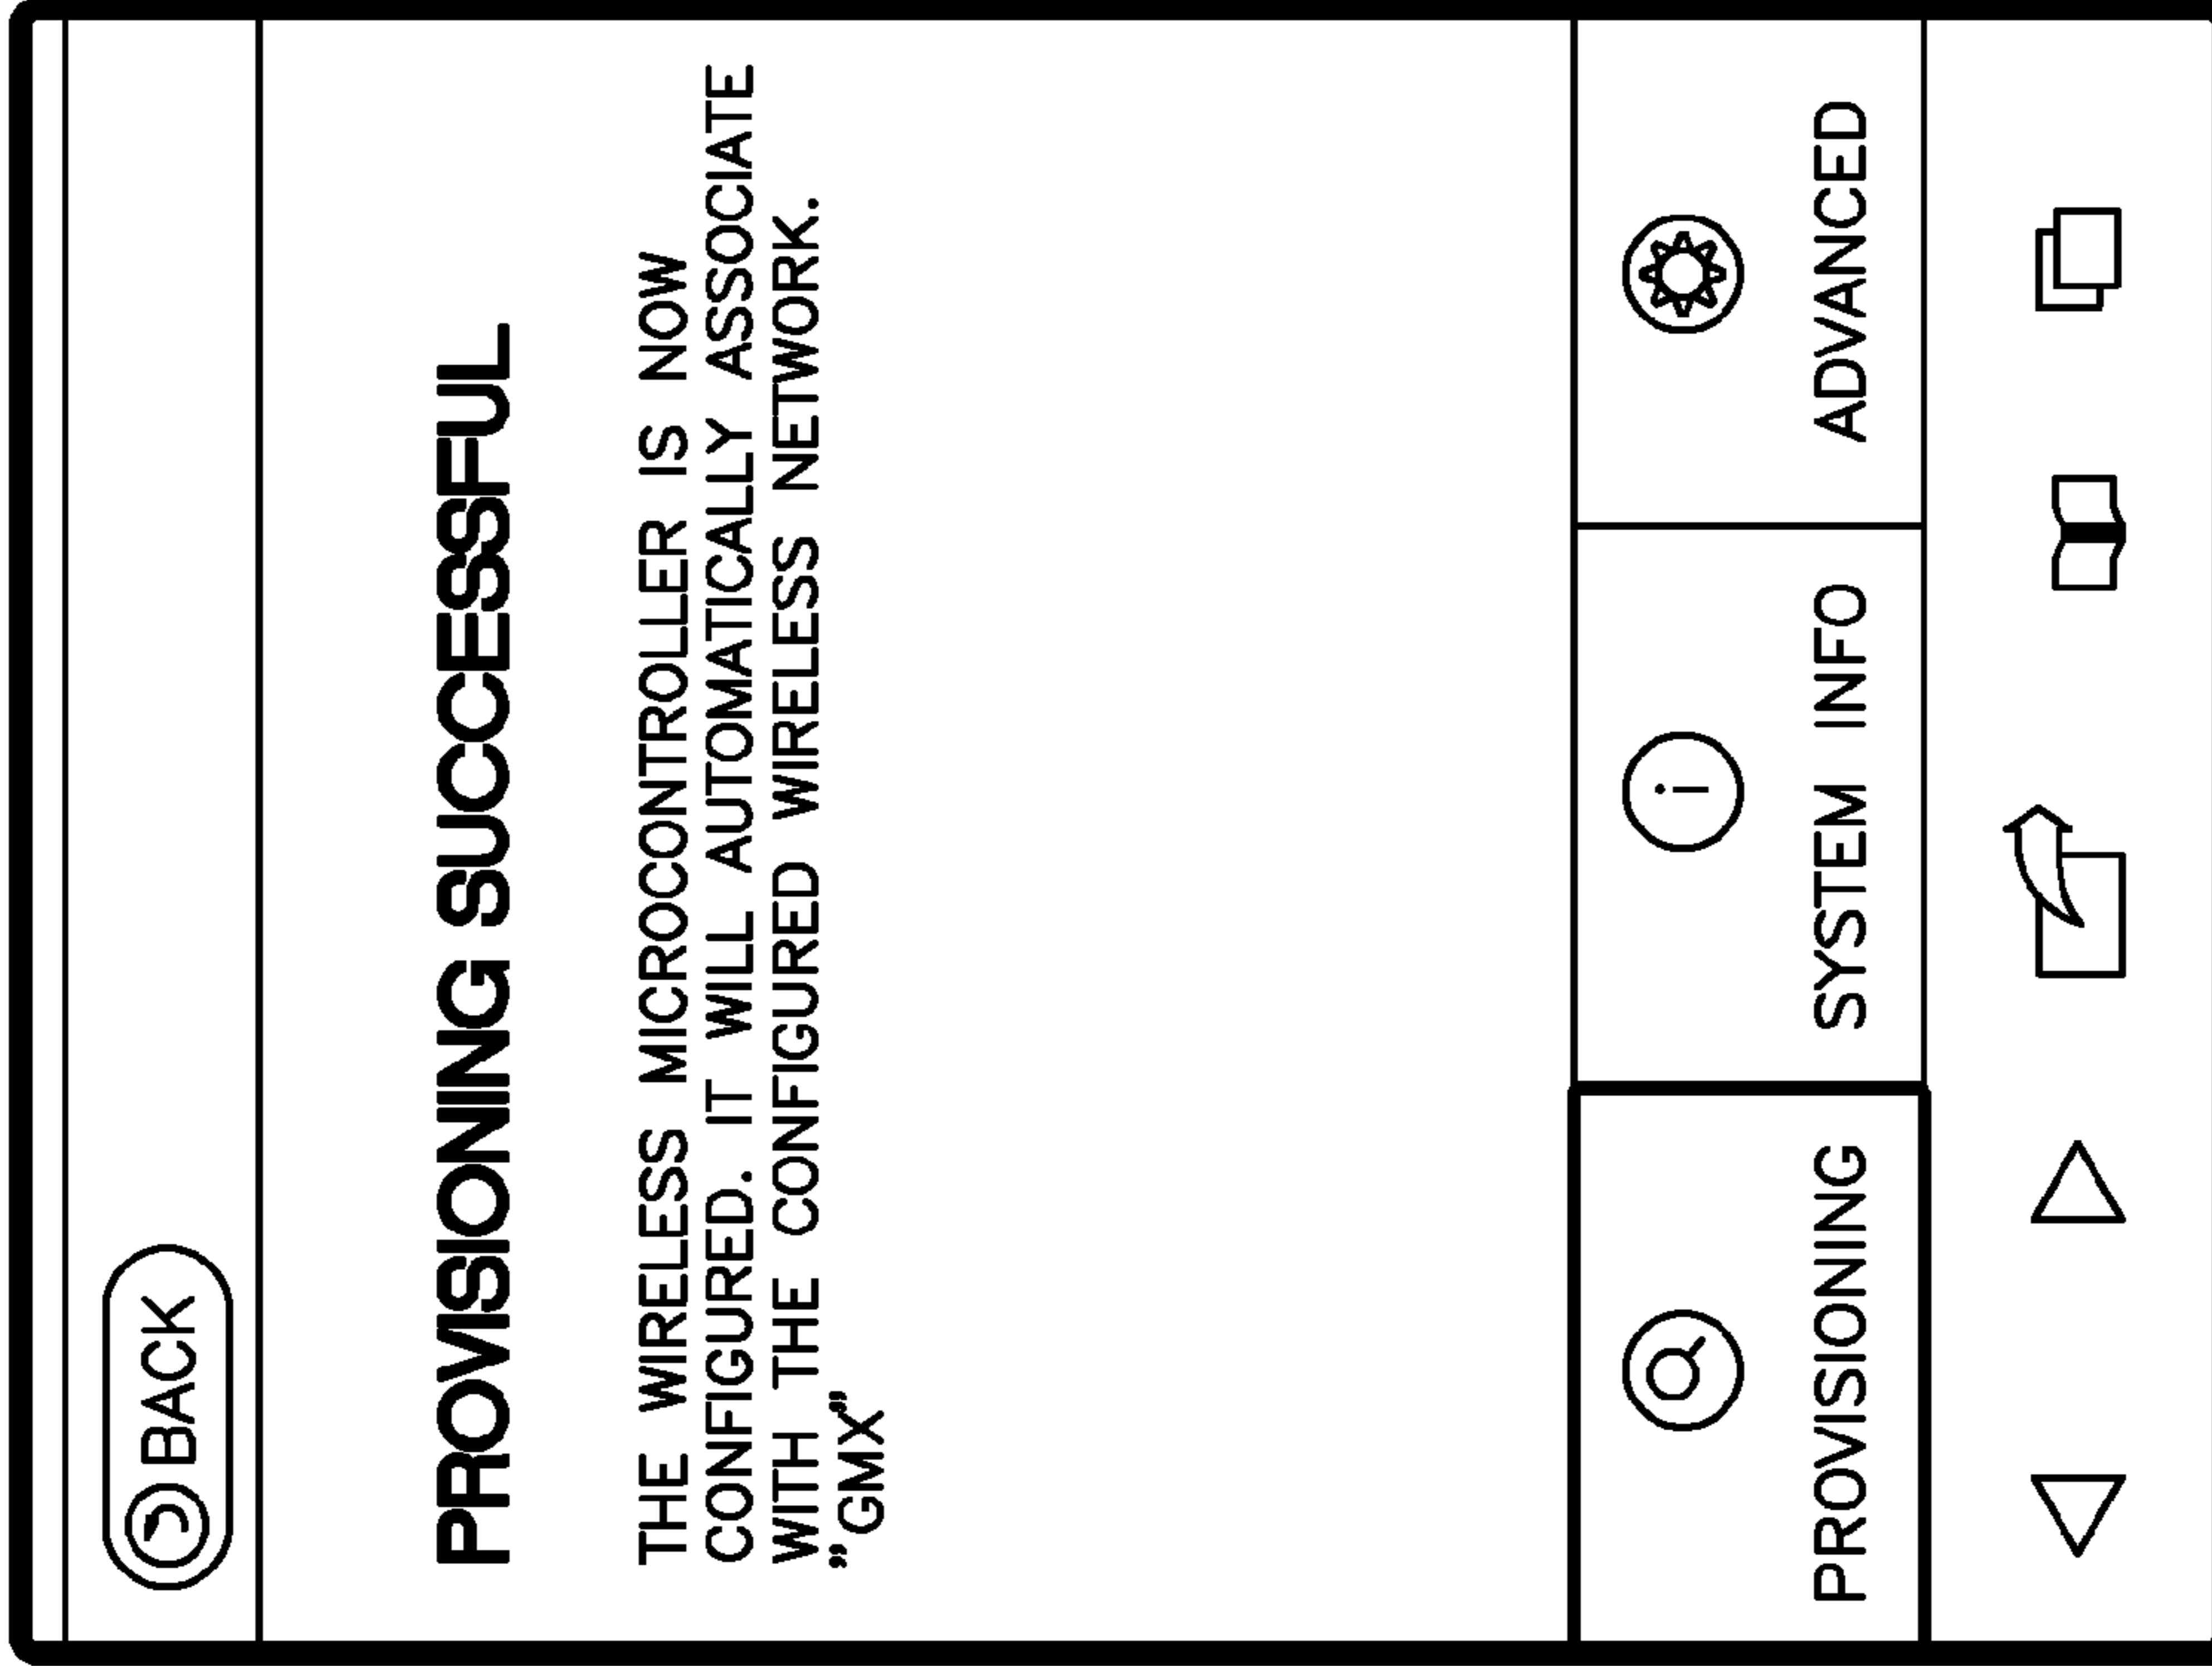 BACK
PROVISIONING SUCCESSFUL
THE WIRELESS MICROCONTROLLER IS NOW
CONFIGURED. IT WILL AUTOMATICALLY ASSOCIATE
WITH THE CONFIGURED WIRELESS NETWORK.
”GMX”
PROVISIONING
SYSTEM INFO
ADVANCED